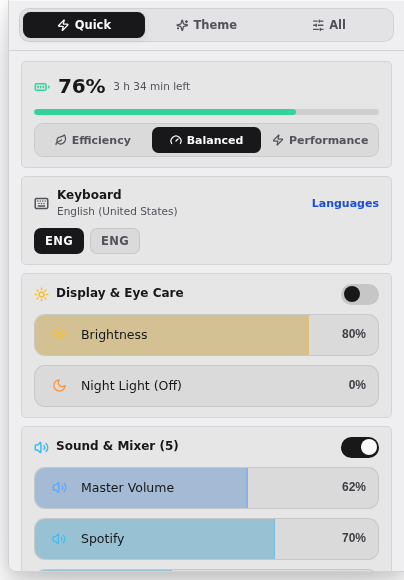 Quick Theme All
76% 3 h 34 min left
Efficiency Balanced Performance
Keyboard
English (United States)
Languages
ENG ENG
Display & Eye Care
Brightness 80%
Night Light (Off) 0%
Sound & Mixer (5)
Master Volume 62%
Spotify 70%